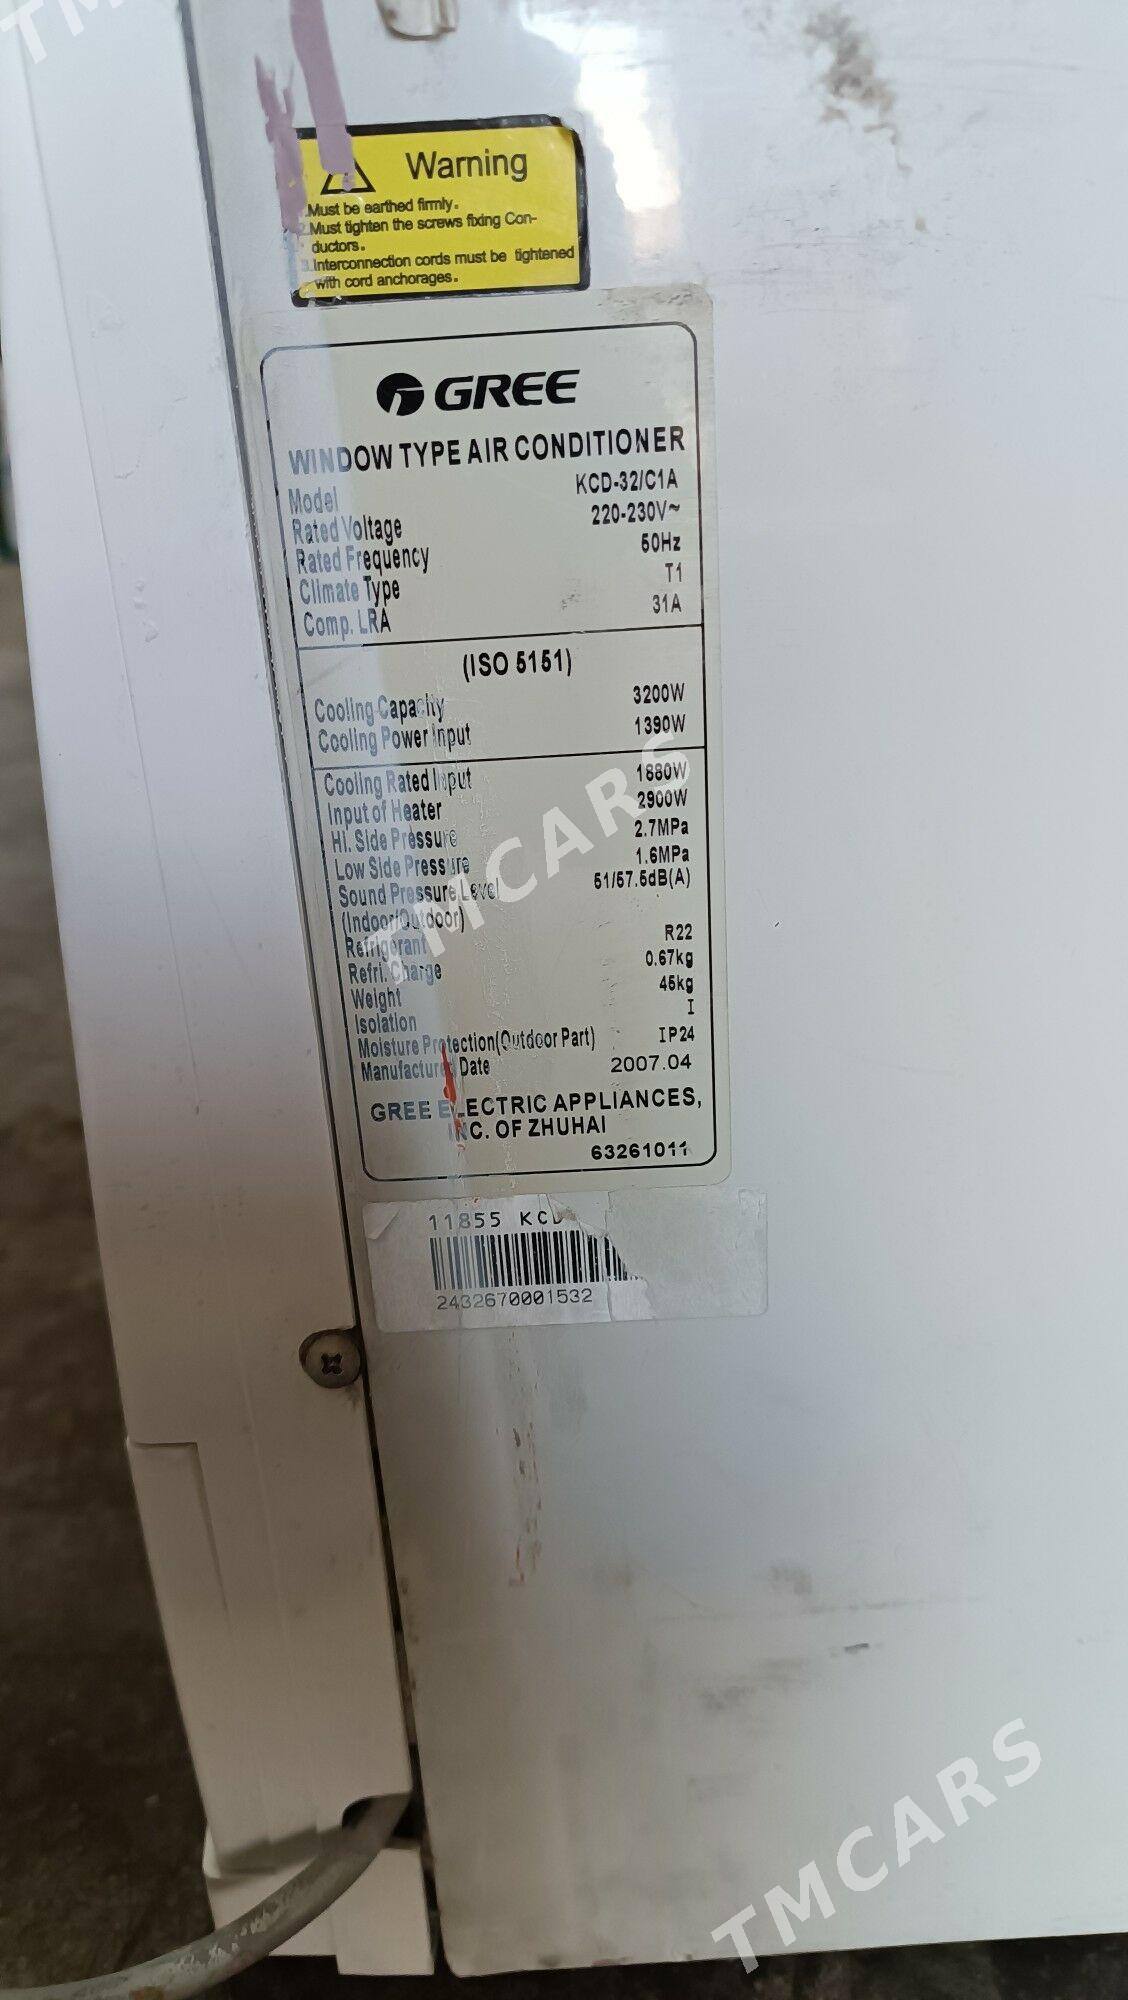 Warning
Must be earthed firmly.
Must tighten the screws fixing Con-
ductors.
3.Interconnection cords must be tightened
with cord anchorages.
GREE
WINDOW TYPE AIR CONDITIONER
Model KCD-32/C1A
Rated Voltage 220-230V~
Rated Frequency 50Hz
Climate Type T1
Comp. LRA 31A
(ISO 5151)
Cooling Capacity 3200W
Cooling Power Input 1390W
Cooling Rated Input 1880W
Input of Heater 2900W
Hi. Side Pressure 2.7MPa
Low Side Pressure 1.6MPa
Sound Pressure Level 51/57.5dB(A)
(Indoor/Outdoor)
Refrigerant R22
Refri. Charge 0.67kg
Weight 45kg
Isolation I
Moisture Protection(Outdoor Part) IP24
Manufactured Date 2007.04
GREE ELECTRIC APPLIANCES,
INC. OF ZHUHAI
63261011
11855 KCD
2432670001532
TMCARS
TMCARS